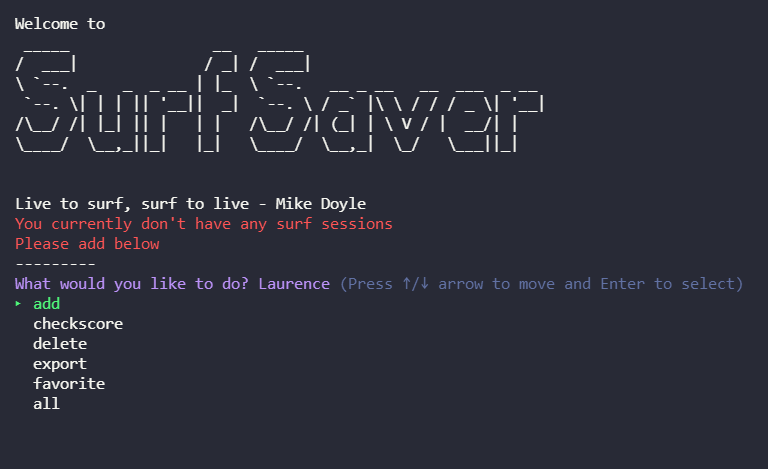 Welcome to
SurfSaver
Live to surf, surf to live - Mike Doyle
You currently don't have any surf sessions
Please add below
---------
What would you like to do? Laurence (Press ↑/↓ arrow to move and Enter to select)
‣ add
checkscore
delete
export
favorite
all